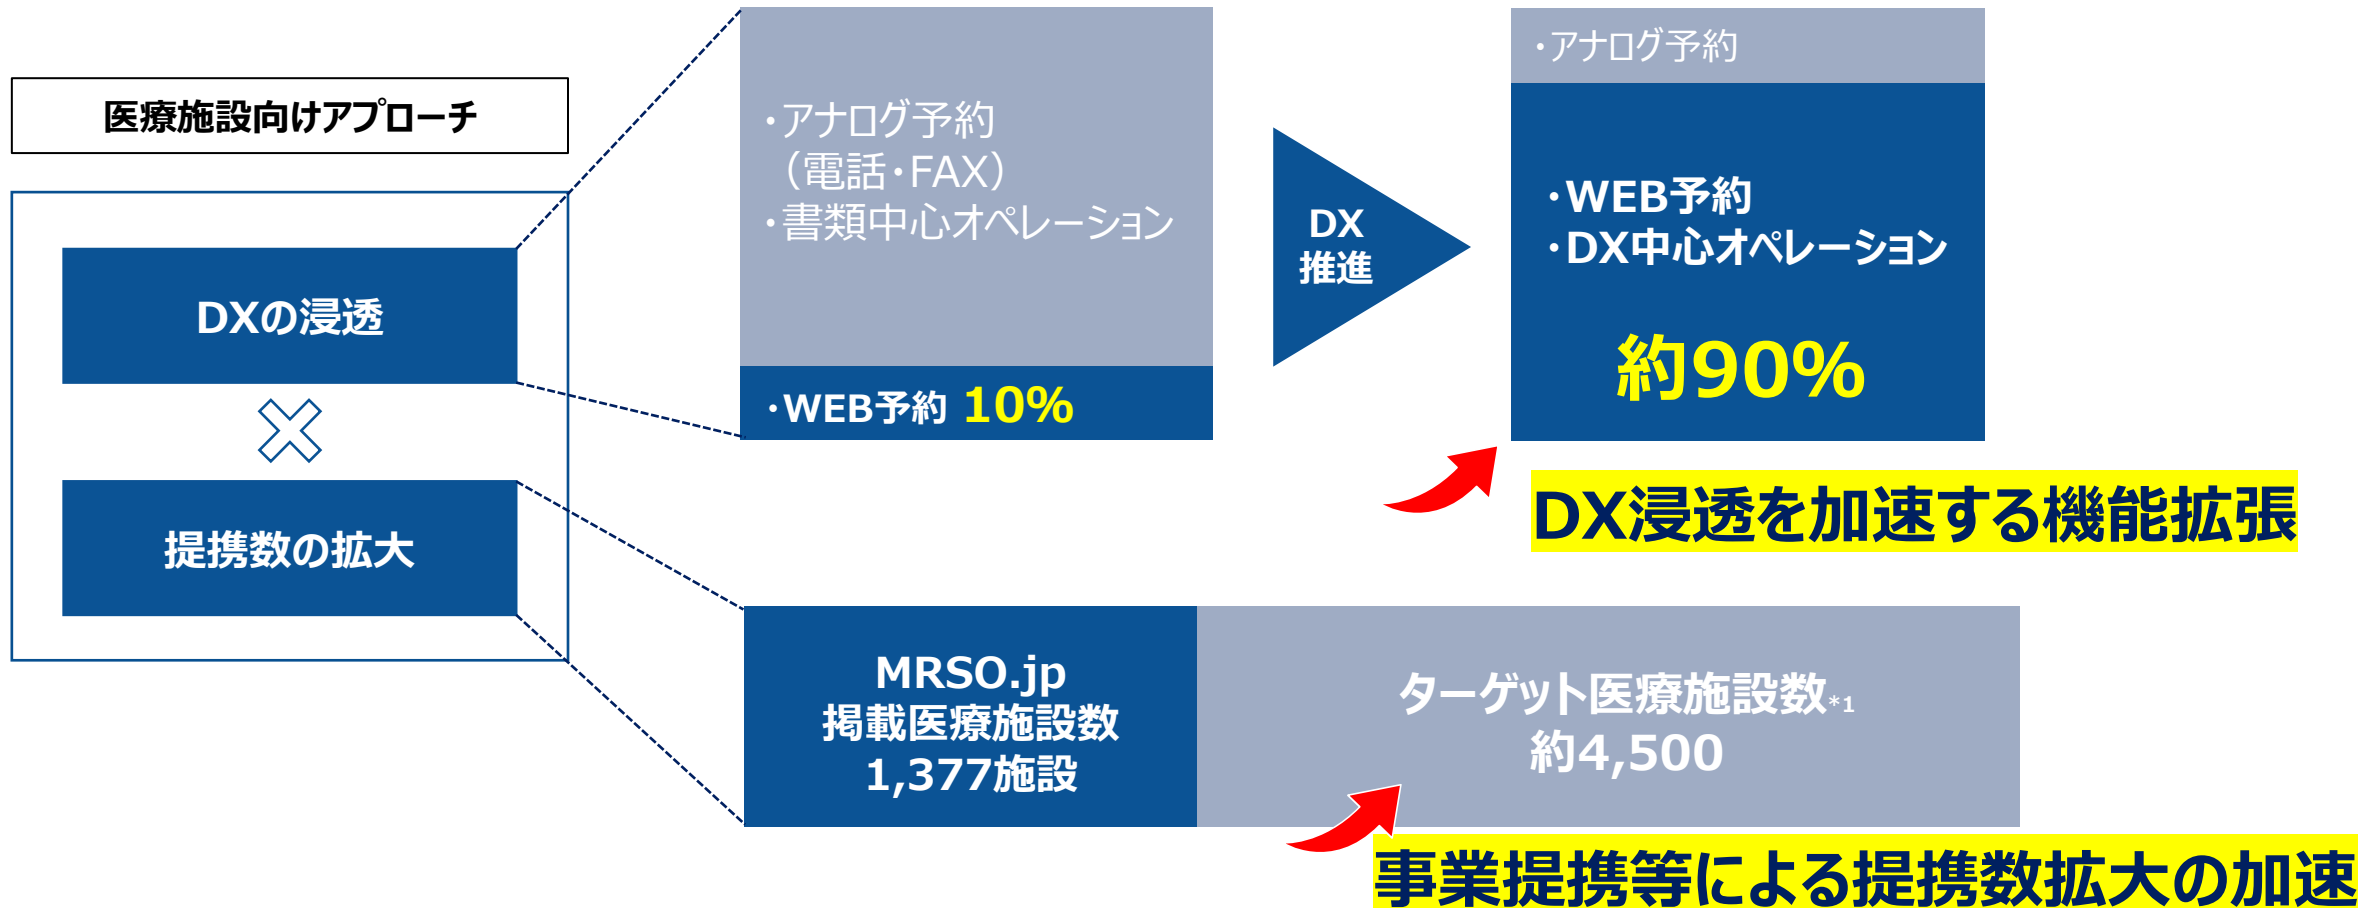 医療施設向けアプローチ
DXの浸透
提携数の拡大
・アナログ予約
（電話・FAX）
・書類中心オペレーション
・WEB予約 10%
DX
推進
・アナログ予約
・WEB予約
・DX中心オペレーション
約90%
DX浸透を加速する機能拡張
MRSO.jp
掲載医療施設数
1,377施設
ターゲット医療施設数*1
約4,500
事業提携等による提携数拡大の加速